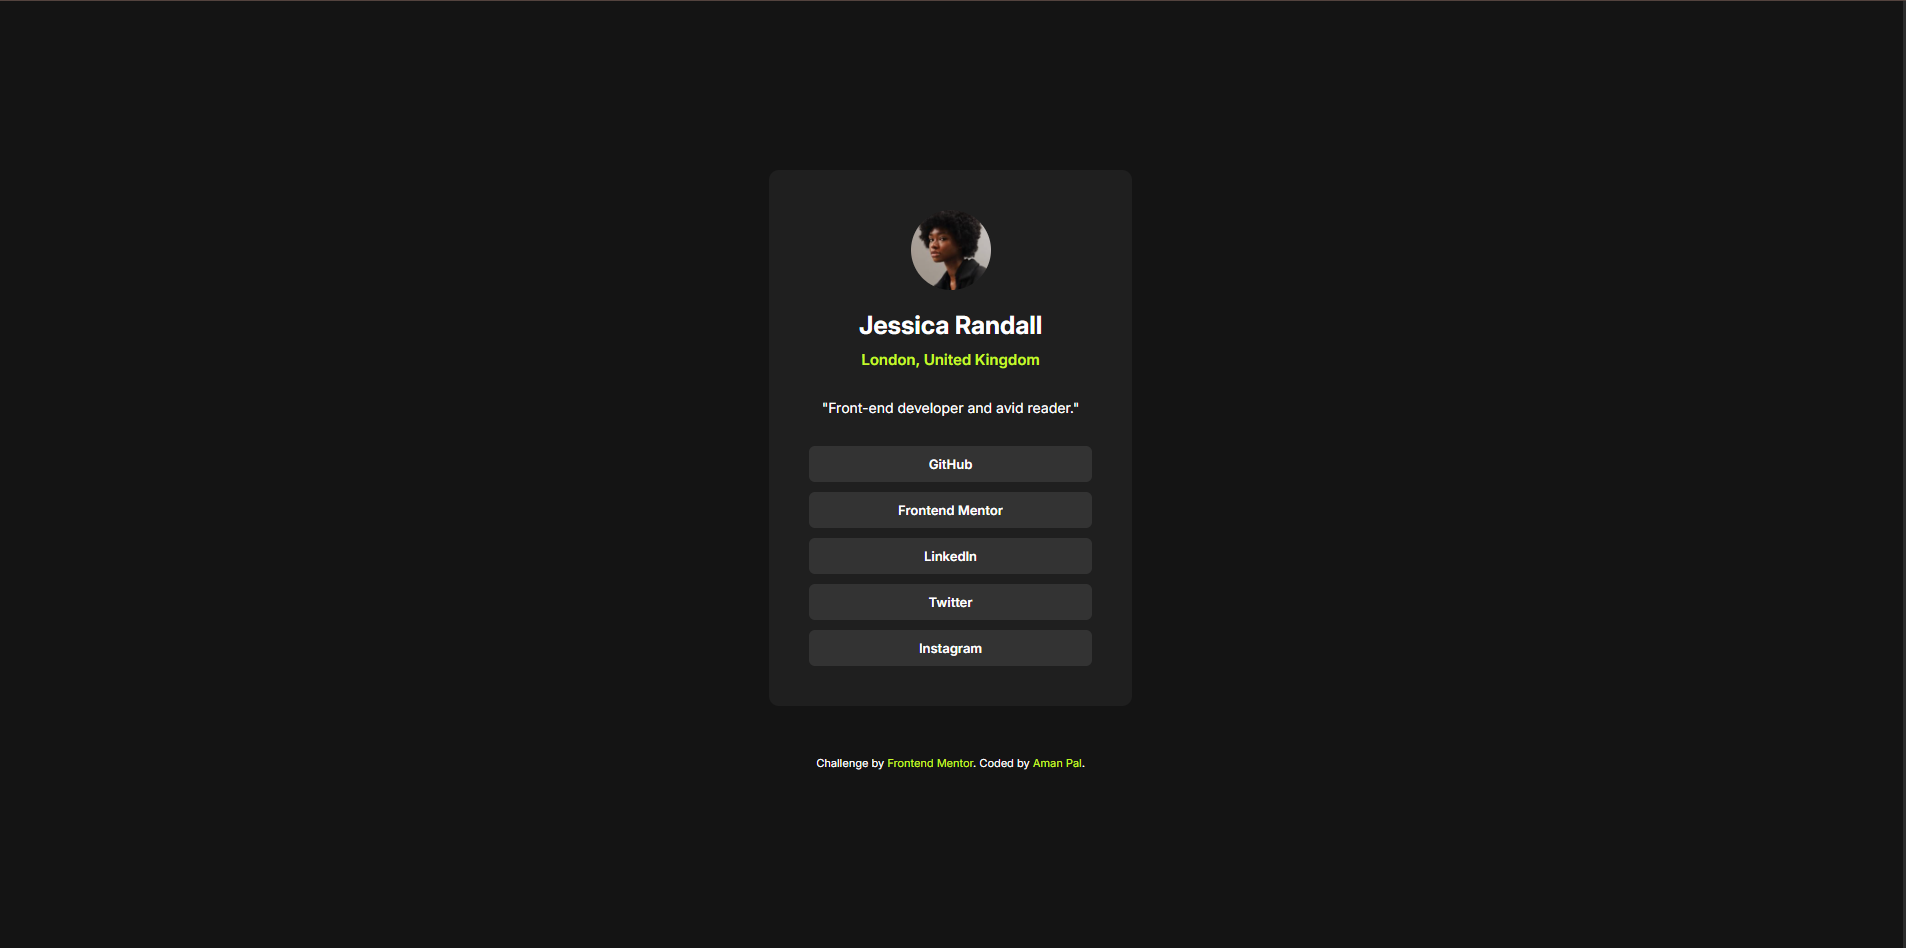 Jessica Randall
London, United Kingdom
"Front-end developer and avid reader."
GitHub
Frontend Mentor
LinkedIn
Twitter
Instagram
Challenge by Frontend Mentor. Coded by Aman Pal.